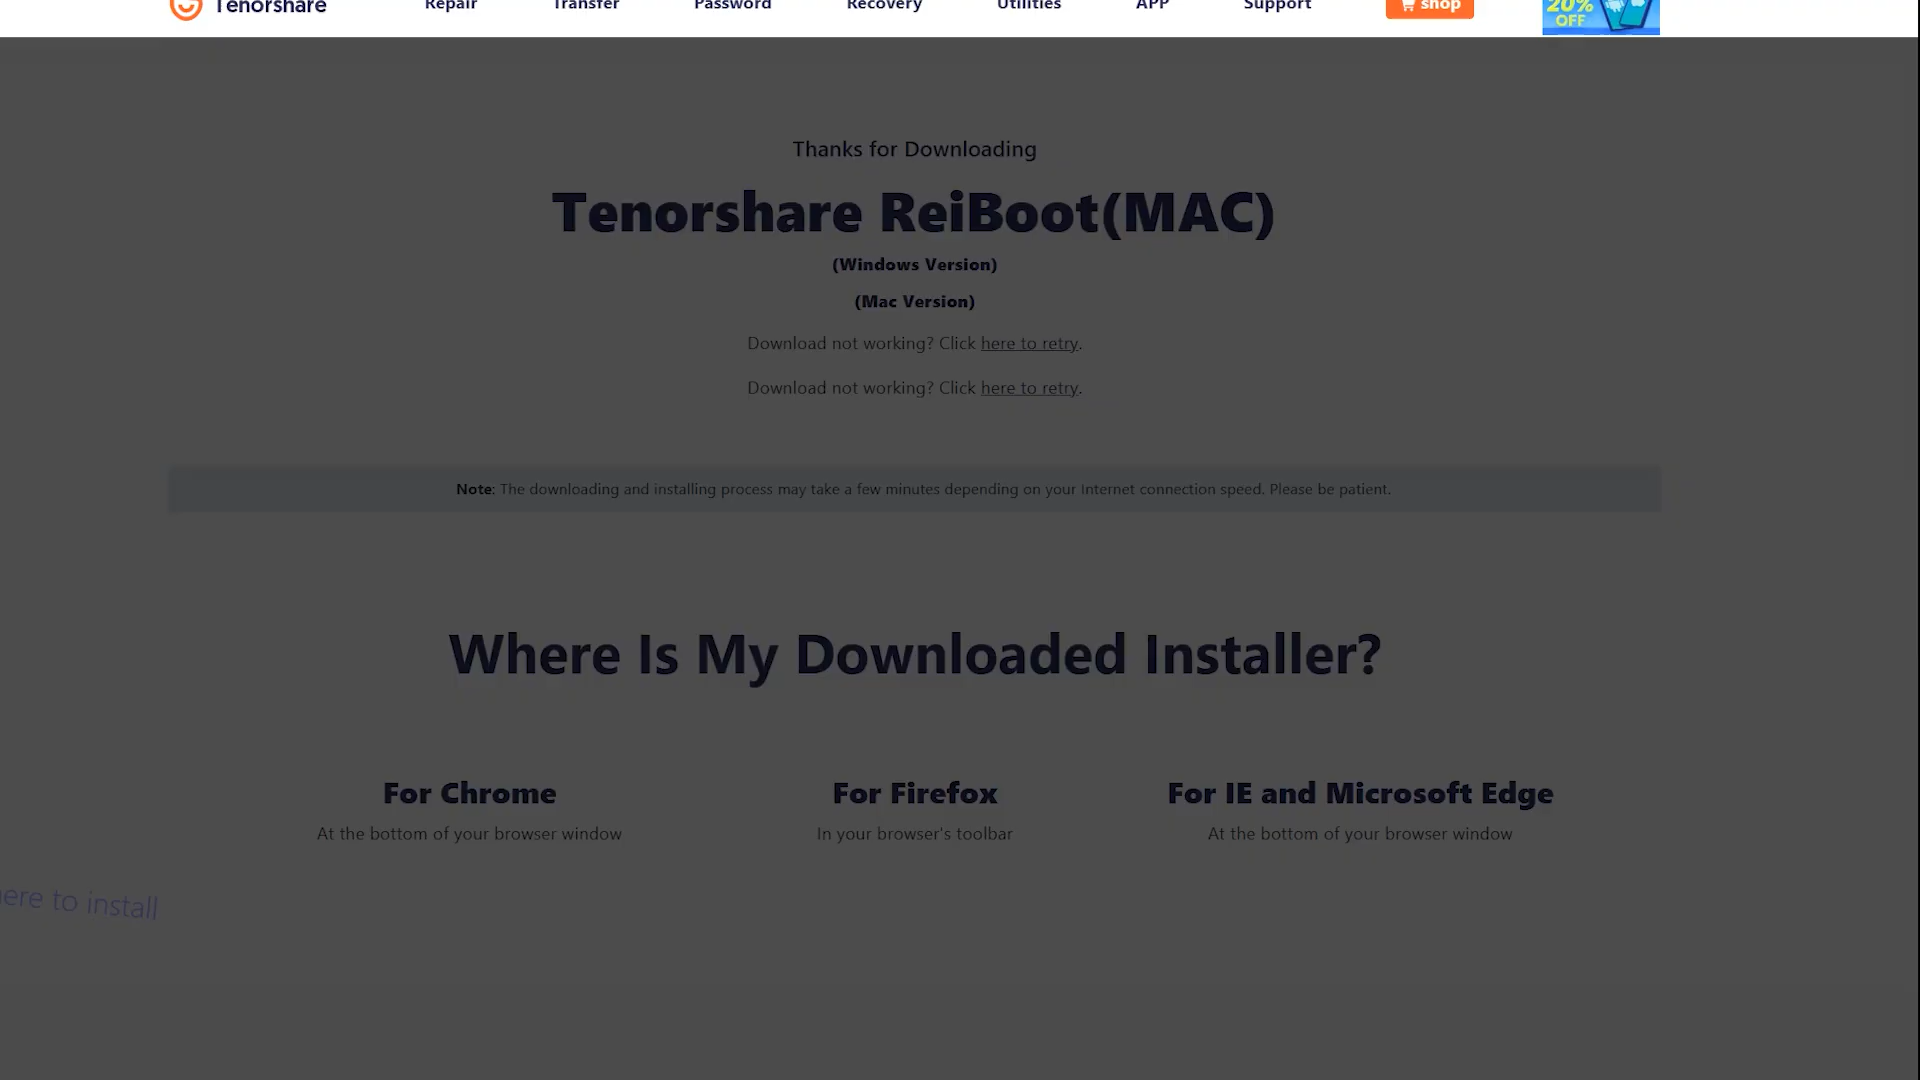 Tenorshare
Repair Transfer Password Recovery Utilities APP Support shop
20%
OFF
Thanks for Downloading
Tenorshare ReiBoot(MAC)
(Windows Version)
(Mac Version)
Download not working? Click here to retry.
Download not working? Click here to retry.
Note: The downloading and installing process may take a few minutes depending on your Internet connection speed. Please be patient.
Where Is My Downloaded Installer?
For Chrome
At the bottom of your browser window
For Firefox
In your browser's toolbar
For IE and Microsoft Edge
At the bottom of your browser window
to install